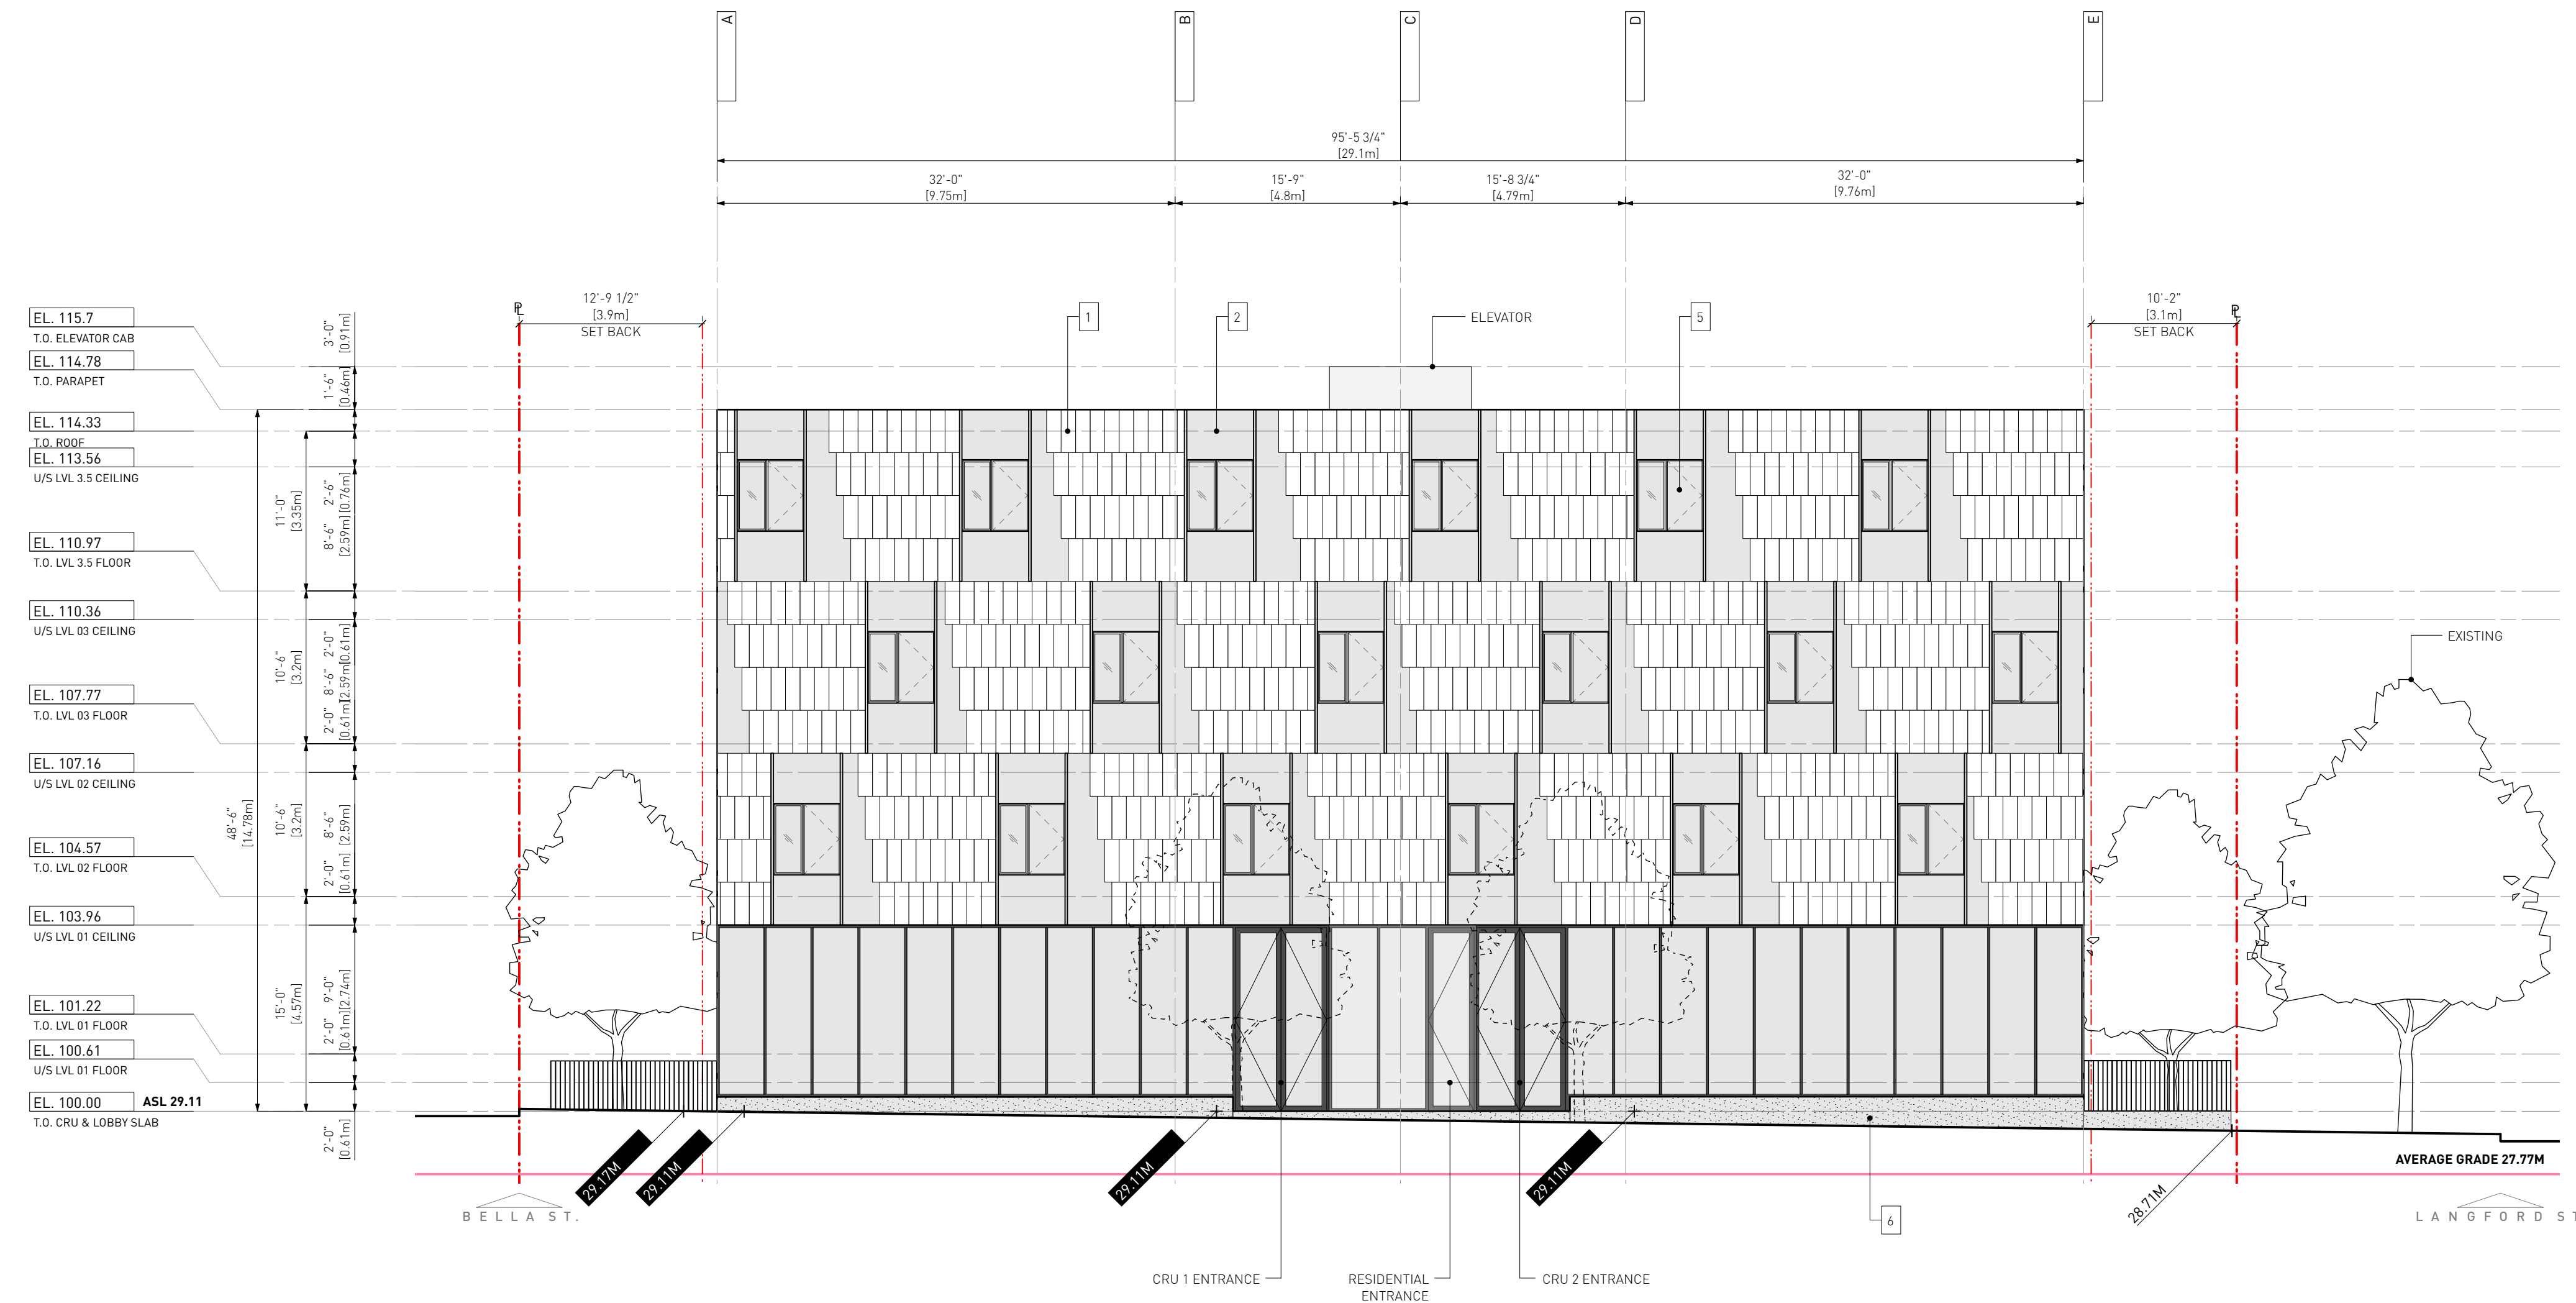 A
B
C
D
E
95'-5 3/4"
[29.1m]
32'-0"
[9.75m]
15'-9"
[4.8m]
15'-8 3/4"
[4.79m]
32'-0"
[9.76m]
PL
12'-9 1/2"
[3.9m]
SET BACK
1
2
ELEVATOR
5
10'-2"
[3.1m]
SET BACK
PL
EL. 115.7
T.O. ELEVATOR CAB
EL. 114.78
T.O. PARAPET
EL. 114.33
T.O. ROOF
EL. 113.56
U/S LVL 3.5 CEILING
EL. 110.97
T.O. LVL 3.5 FLOOR
EL. 110.36
U/S LVL 03 CEILING
EL. 107.77
T.O. LVL 03 FLOOR
EL. 107.16
U/S LVL 02 CEILING
EL. 104.57
T.O. LVL 02 FLOOR
EL. 103.96
U/S LVL 01 CEILING
EL. 101.22
T.O. LVL 01 FLOOR
EL. 100.61
U/S LVL 01 FLOOR
EL. 100.00
ASL 29.11
T.O. CRU & LOBBY SLAB
48'-6"
[14.78m]
11'-0"
[3.35m]
10'-6"
[3.2m]
10'-6"
[3.2m]
15'-0"
[4.57m]
3'-0"
[0.91m]
1'-6"
[0.46m]
2'-6"
[0.76m]
8'-6"
[2.59m]
2'-0"
[0.61m]
8'-6"
[2.59m]
2'-0"
[0.61m]
8'-6"
[2.59m]
2'-0"
[0.61m]
9'-0"
[2.74m]
2'-0"
[0.61m]
2'-0"
[0.61m]
EXISTING
29.17M
29.11M
29.11M
29.11M
28.71M
AVERAGE GRADE 27.77M
BELLA ST.
LANGFORD ST
6
CRU 1 ENTRANCE
RESIDENTIAL
ENTRANCE
CRU 2 ENTRANCE